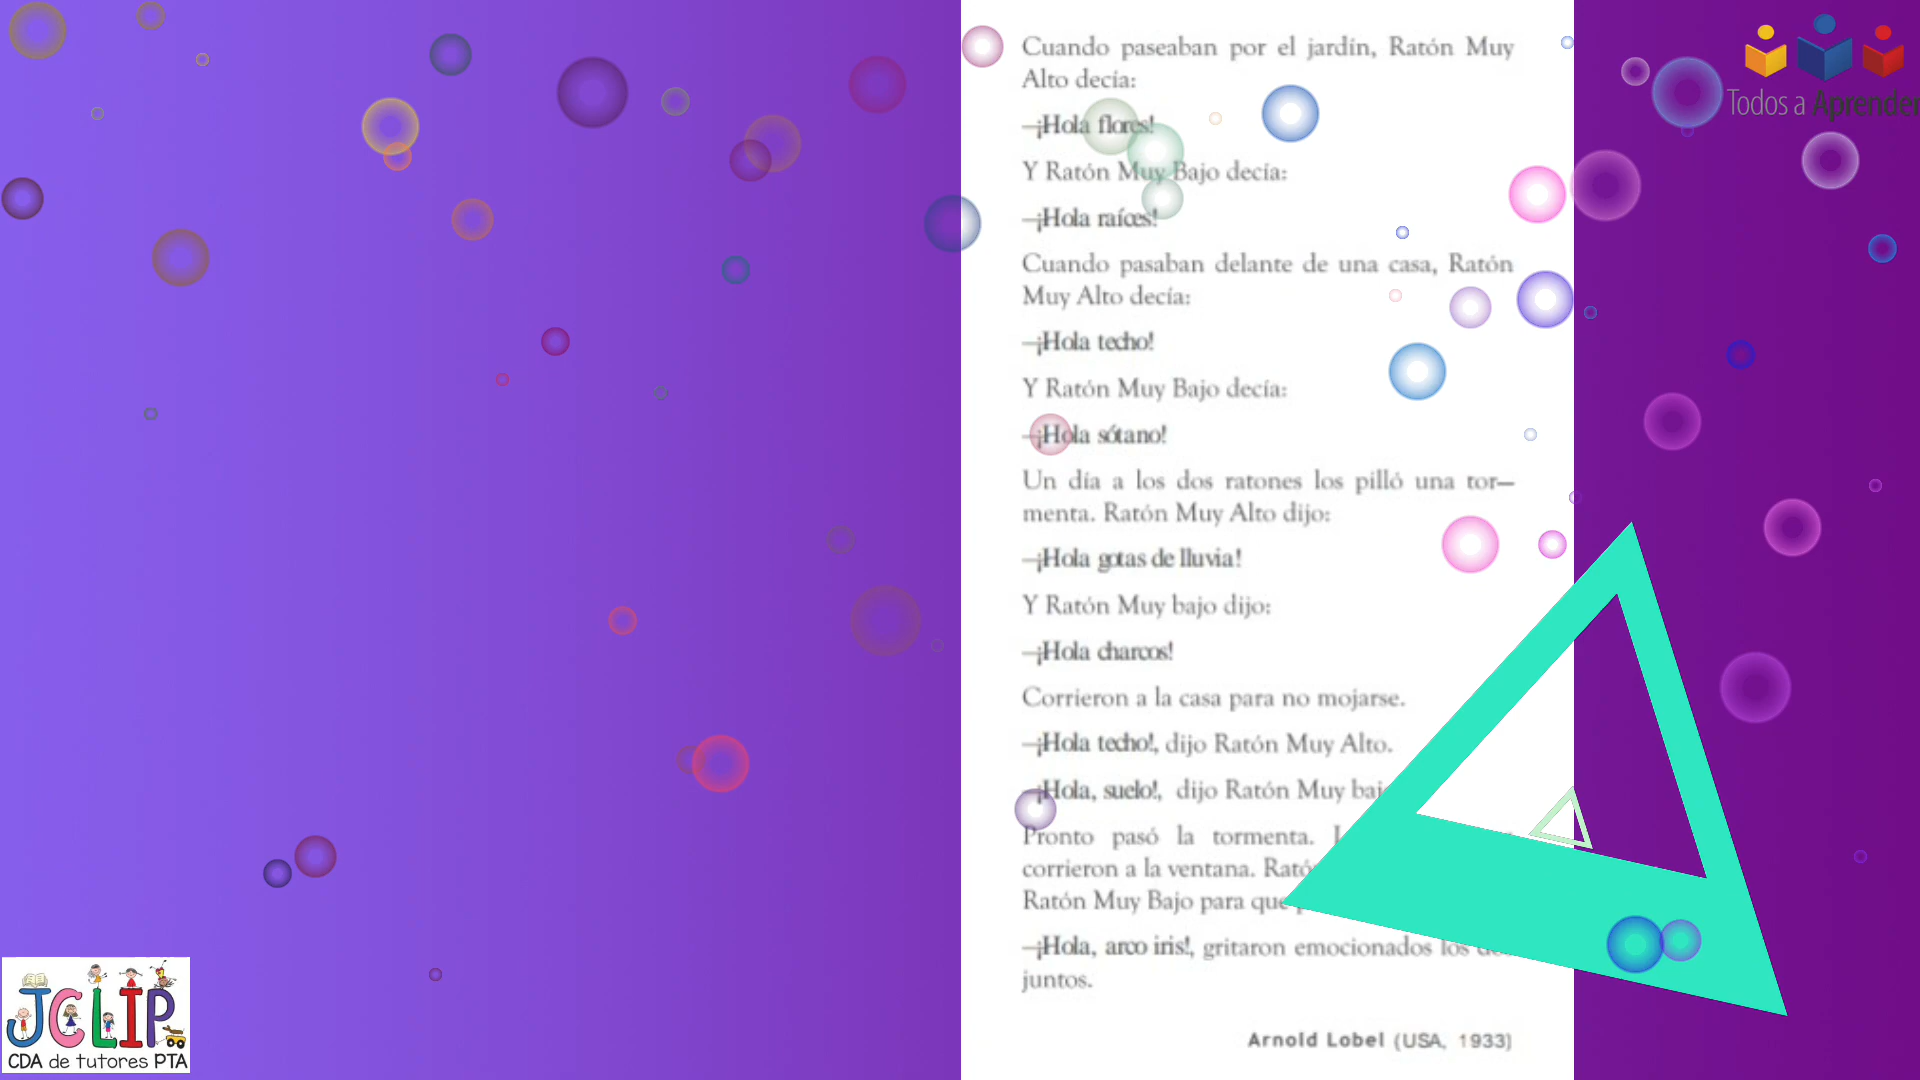 Cuando paseaban por el jardín, Ratón Muy
Alto decía:
—¡Hola flores!
Y Ratón Muy Bajo decía:
—¡Hola raíces!
Cuando pasaban delante de una casa, Ratón
Muy Alto decía:
—¡Hola techo!
Y Ratón Muy Bajo decía:
—¡Hola sótano!
Un día a los dos ratones los pilló una tor—
menta. Ratón Muy Alto dijo:
—¡Hola gotas de lluvia!
Y Ratón Muy bajo dijo:
—¡Hola charcos!
Corrieron a la casa para no mojarse.
—¡Hola techo!, dijo Ratón Muy Alto.
—¡Hola, suelo!, dijo Ratón Muy
Pronto pasó la tormenta.
corrieron a la ventana.
Ratón Muy Bajo para que
—¡Hola, arco iris!, gritaron emocionados los
juntos.
Arnold Lobel (USA, 1933)
Todos a Aprender
JCLIP
CDA de tutores PTA